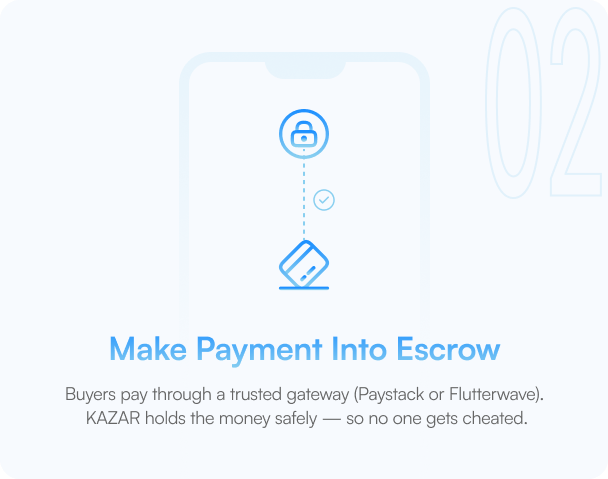 02
Make Payment Into Escrow
Buyers pay through a trusted gateway (Paystack or Flutterwave).
KAZAR holds the money safely — so no one gets cheated.